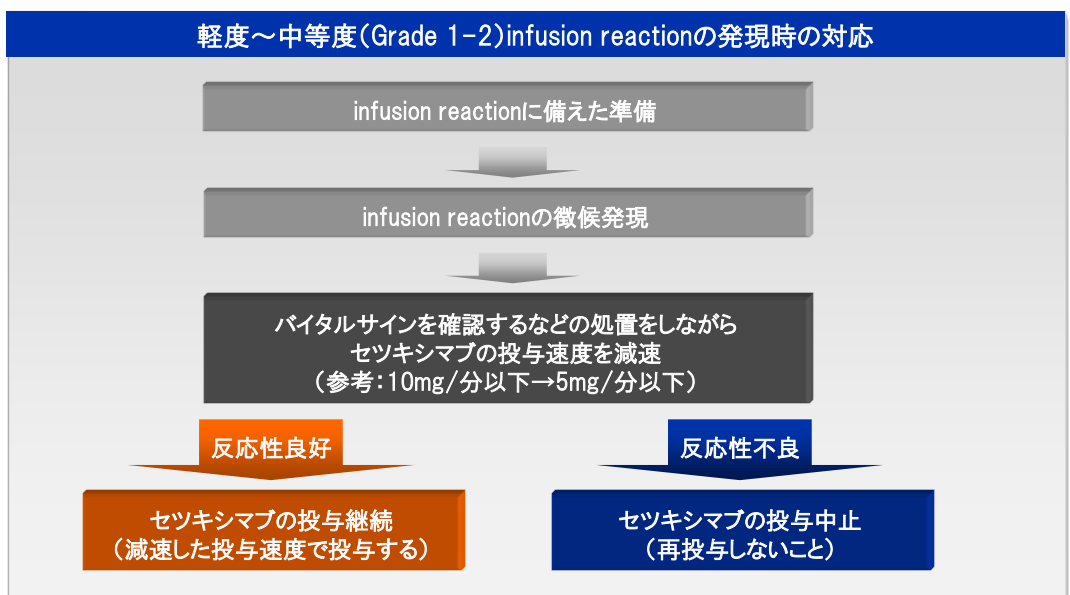 軽度～中等度（Grade 1-2）infusion reactionの発現時の対応
infusion reactionに備えた準備
infusion reactionの徴候発現
バイタルサインを確認するなどの処置をしながら
セツキシマブの投与速度を減速
（参考：10mg/分以下→5mg/分以下）
反応性良好
反応性不良
セツキシマブの投与継続
（減速した投与速度で投与する）
セツキシマブの投与中止
（再投与しないこと）